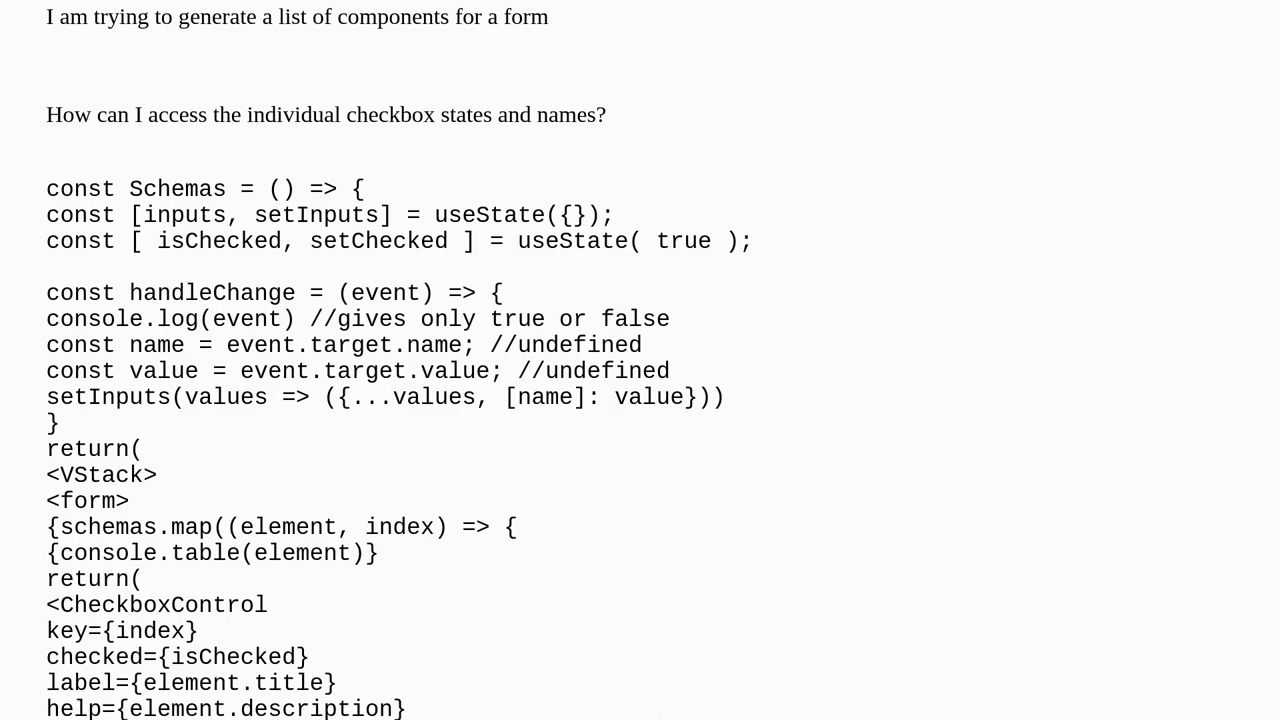 I am trying to generate a list of components for a form
How can I access the individual checkbox states and names?
const Schemas = () => {
const [inputs, setInputs] = useState({});
const [ isChecked, setChecked ] = useState( true );
const handleChange = (event) => {
console.log(event) //gives only true or false
const name = event.target.name; //undefined
const value = event.target.value; //undefined
setInputs(values => ({...values, [name]: value}))
}
return(
<VStack>
<form>
{schemas.map((element, index) => {
{console.table(element)}
return(
<CheckboxControl
key={index}
checked={isChecked}
label={element.title}
help={element.description}